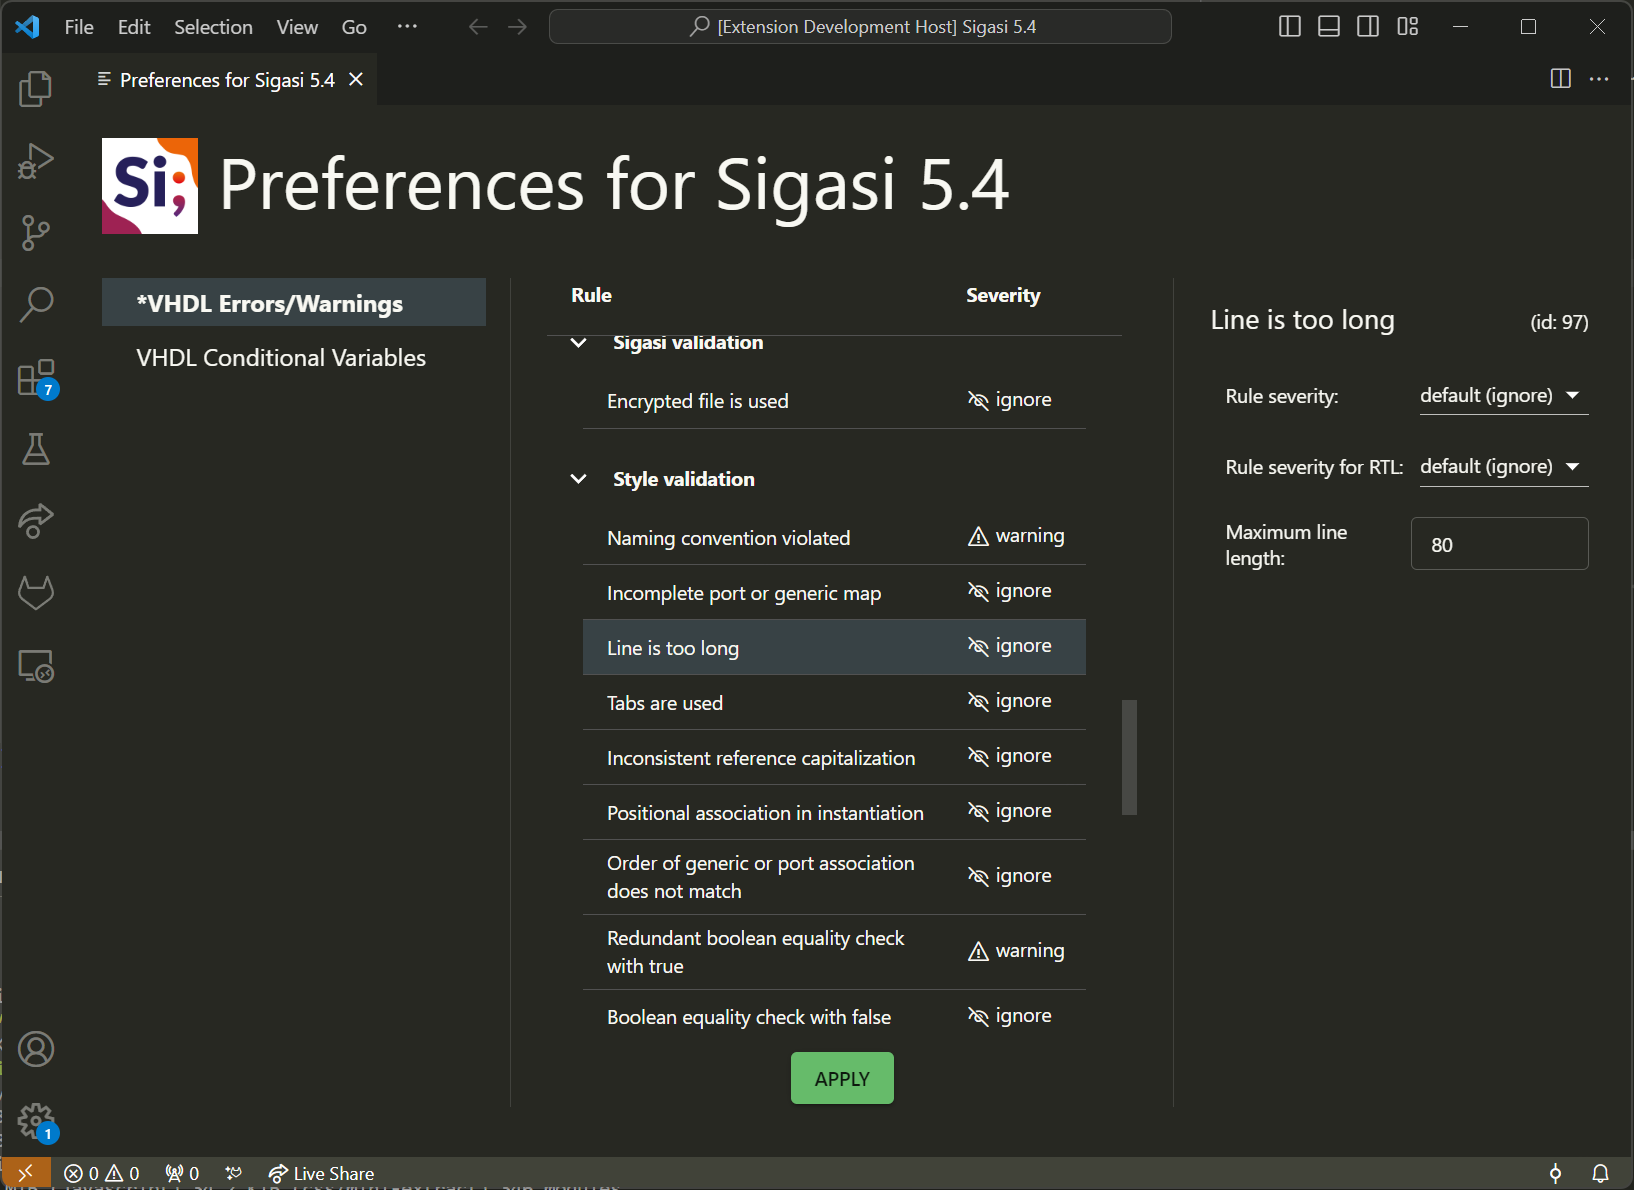 File Edit Selection View Go ··· [Extension Development Host] Sigasi 5.4
Preferences for Sigasi 5.4
Si;
Preferences for Sigasi 5.4
*VHDL Errors/Warnings
VHDL Conditional Variables
Rule Severity
Sigasi validation
Encrypted file is used ignore
Style validation
Naming convention violated warning
Incomplete port or generic map ignore
Line is too long ignore
Tabs are used ignore
Inconsistent reference capitalization ignore
Positional association in instantiation ignore
Order of generic or port association
does not match ignore
Redundant boolean equality check
with true warning
Boolean equality check with false ignore
APPLY
Line is too long (id: 97)
Rule severity: default (ignore)
Rule severity for RTL: default (ignore)
Maximum line
length: 80
7
1
0 0 0 Live Share